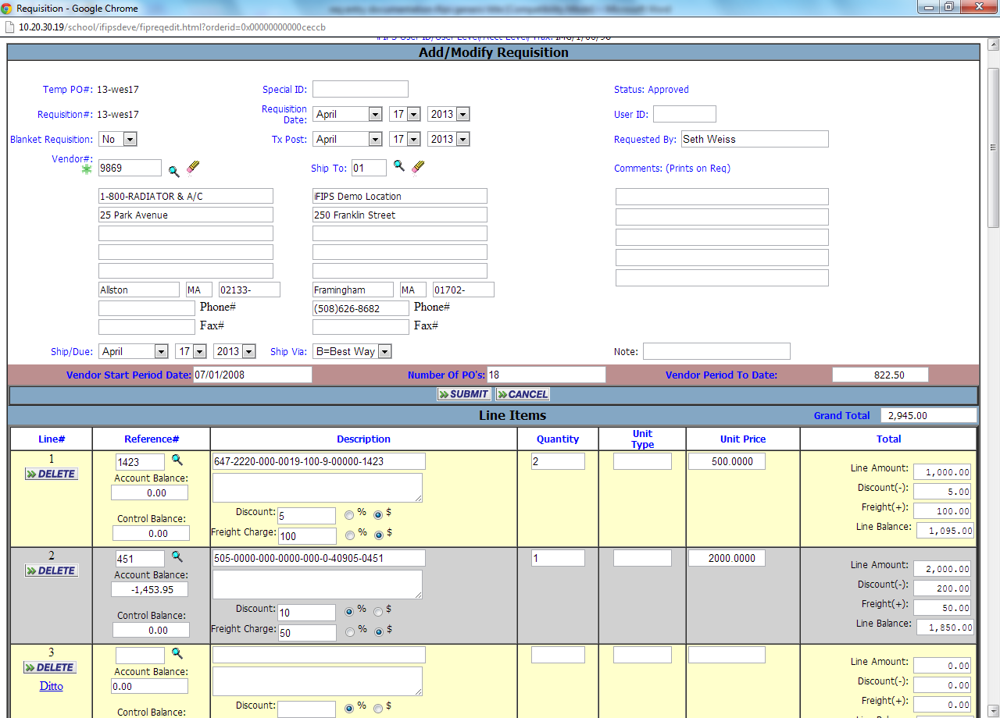 Requisition - Google Chrome
10.20.30.19/school/ifipsdeve/fipreqedit.html?orderid=0x0000000000ceccb
Add/Modify Requisition
Temp PO#: 13-wes17 Special ID: Status: Approved
Requisition#: 13-wes17 Requisition Date: April 17 2013 User ID:
Blanket Requisition: No Tx Post: April 17 2013 Requested By: Seth Weiss
Vendor#: 9869 Ship To: 01 Comments: (Prints on Req)
1-800-RADIATOR & A/C iFIPS Demo Location
25 Park Avenue 250 Franklin Street
Allston MA 02133- Framingham MA 01702-
Phone# (508)626-8682 Phone#
Fax# Fax#
Ship/Due: April 17 2013 Ship Via: B=Best Way Note:
Vendor Start Period Date: 07/01/2008 Number Of PO's: 18 Vendor Period To Date: 822.50
SUBMIT CANCEL
Line Items Grand Total 2,945.00
Line# Reference# Description Quantity Unit Type Unit Price Total
1 1423 647-2220-000-0019-100-9-00000-1423 2 500.0000 Line Amount: 1,000.00
DELETE Account Balance: Discount(-): 5.00
0.00
Discount: 5 % $ Freight(+): 100.00
Control Balance: Line Balance: 1,095.00
0.00 Freight Charge: 100 % $
2 451 505-0000-000-0000-000-0-40905-0451 1 2000.0000 Line Amount: 2,000.00
DELETE Account Balance: Discount(-): 200.00
-1,453.95
Discount: 10 % $ Freight(+): 50.00
Control Balance: Line Balance: 1,850.00
0.00 Freight Charge: 50 % $
3 Line Amount: 0.00
DELETE Account Balance: Discount(-): 0.00
Ditto 0.00
Discount: % $ Freight(+): 0.00
Control Balance: